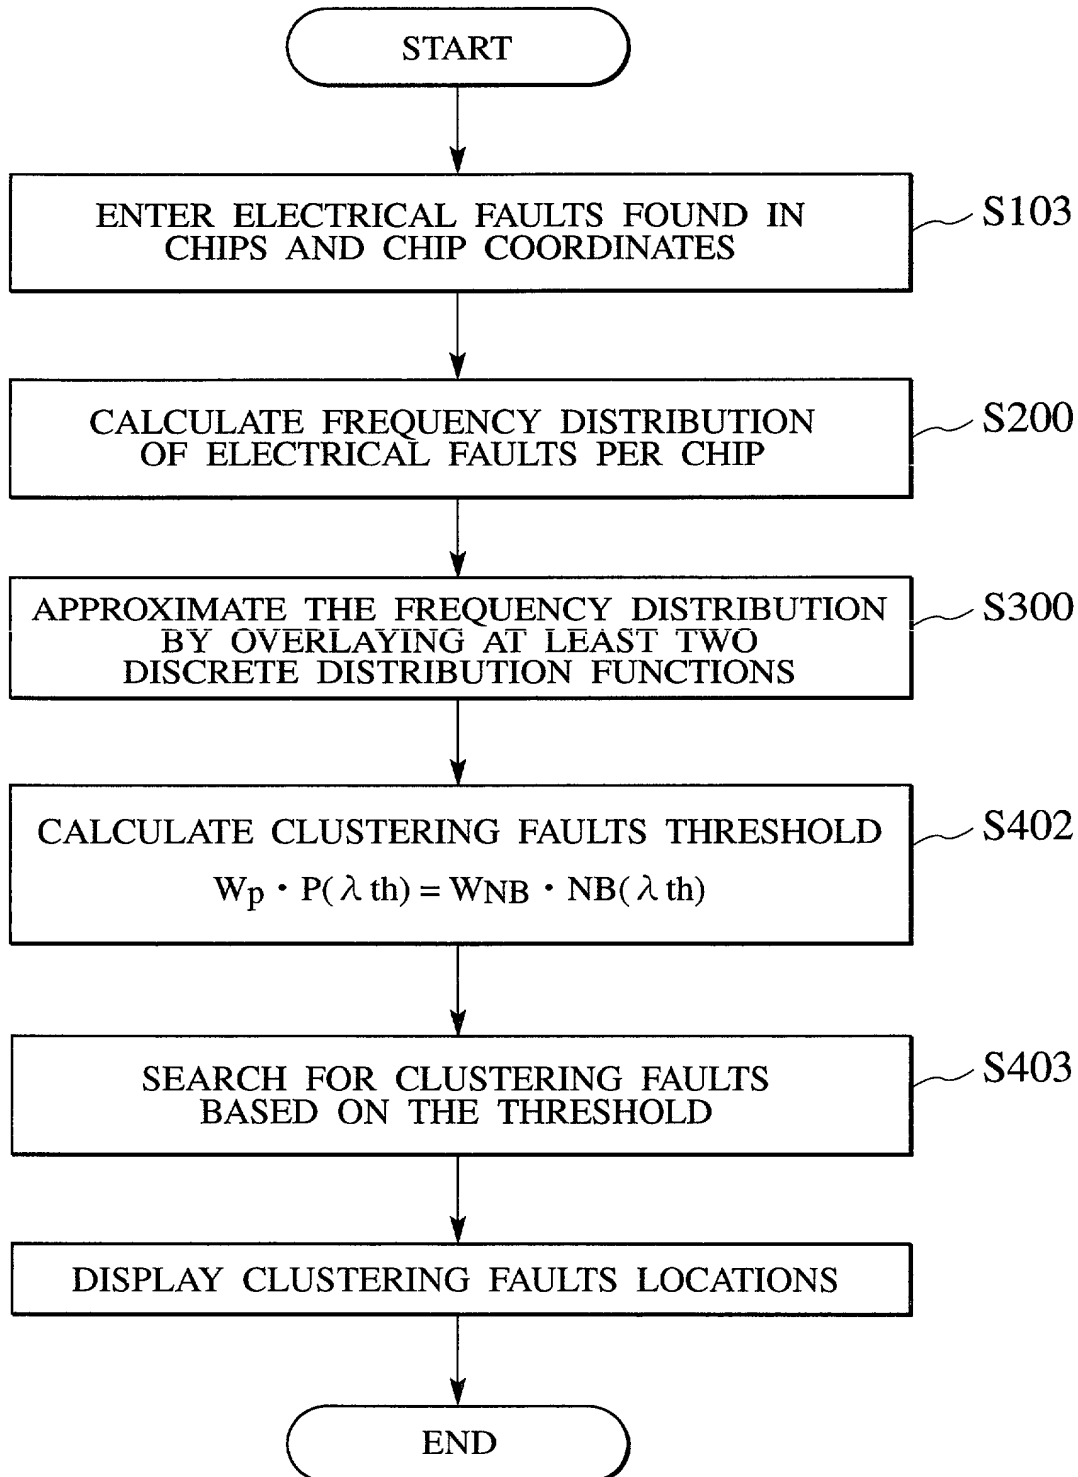 START
ENTER ELECTRICAL FAULTS FOUND IN
CHIPS AND CHIP COORDINATES
S103
CALCULATE FREQUENCY DISTRIBUTION
OF ELECTRICAL FAULTS PER CHIP
S200
APPROXIMATE THE FREQUENCY DISTRIBUTION
BY OVERLAYING AT LEAST TWO
DISCRETE DISTRIBUTION FUNCTIONS
S300
CALCULATE CLUSTERING FAULTS THRESHOLD
Wp・P(λ th) = WNB・NB(λ th)
S402
SEARCH FOR CLUSTERING FAULTS
BASED ON THE THRESHOLD
S403
DISPLAY CLUSTERING FAULTS LOCATIONS
END